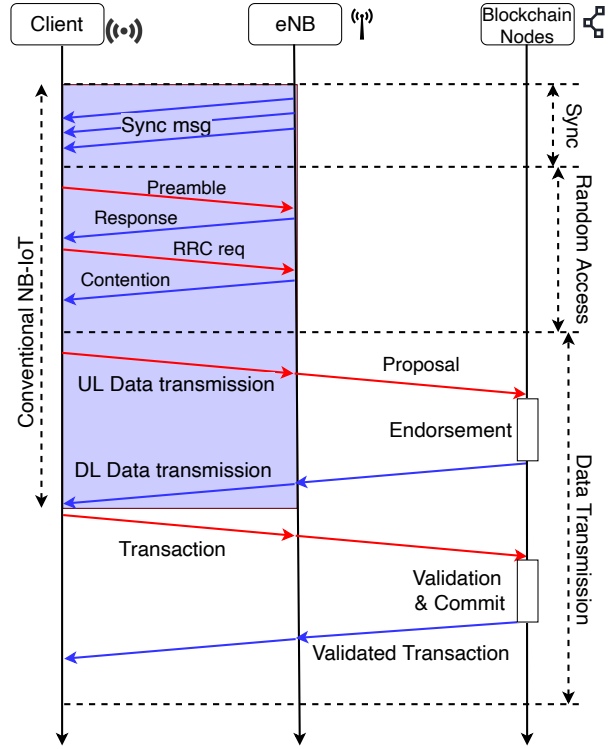 Client
eNB
Blockchain
Nodes
Sync msg
Sync
Preamble
Response
RRC req
Contention
Random Access
Conventional NB-IoT
UL Data transmission
Proposal
Endorsement
DL Data transmission
Transaction
Validation
& Commit
Validated Transaction
Data Transmission